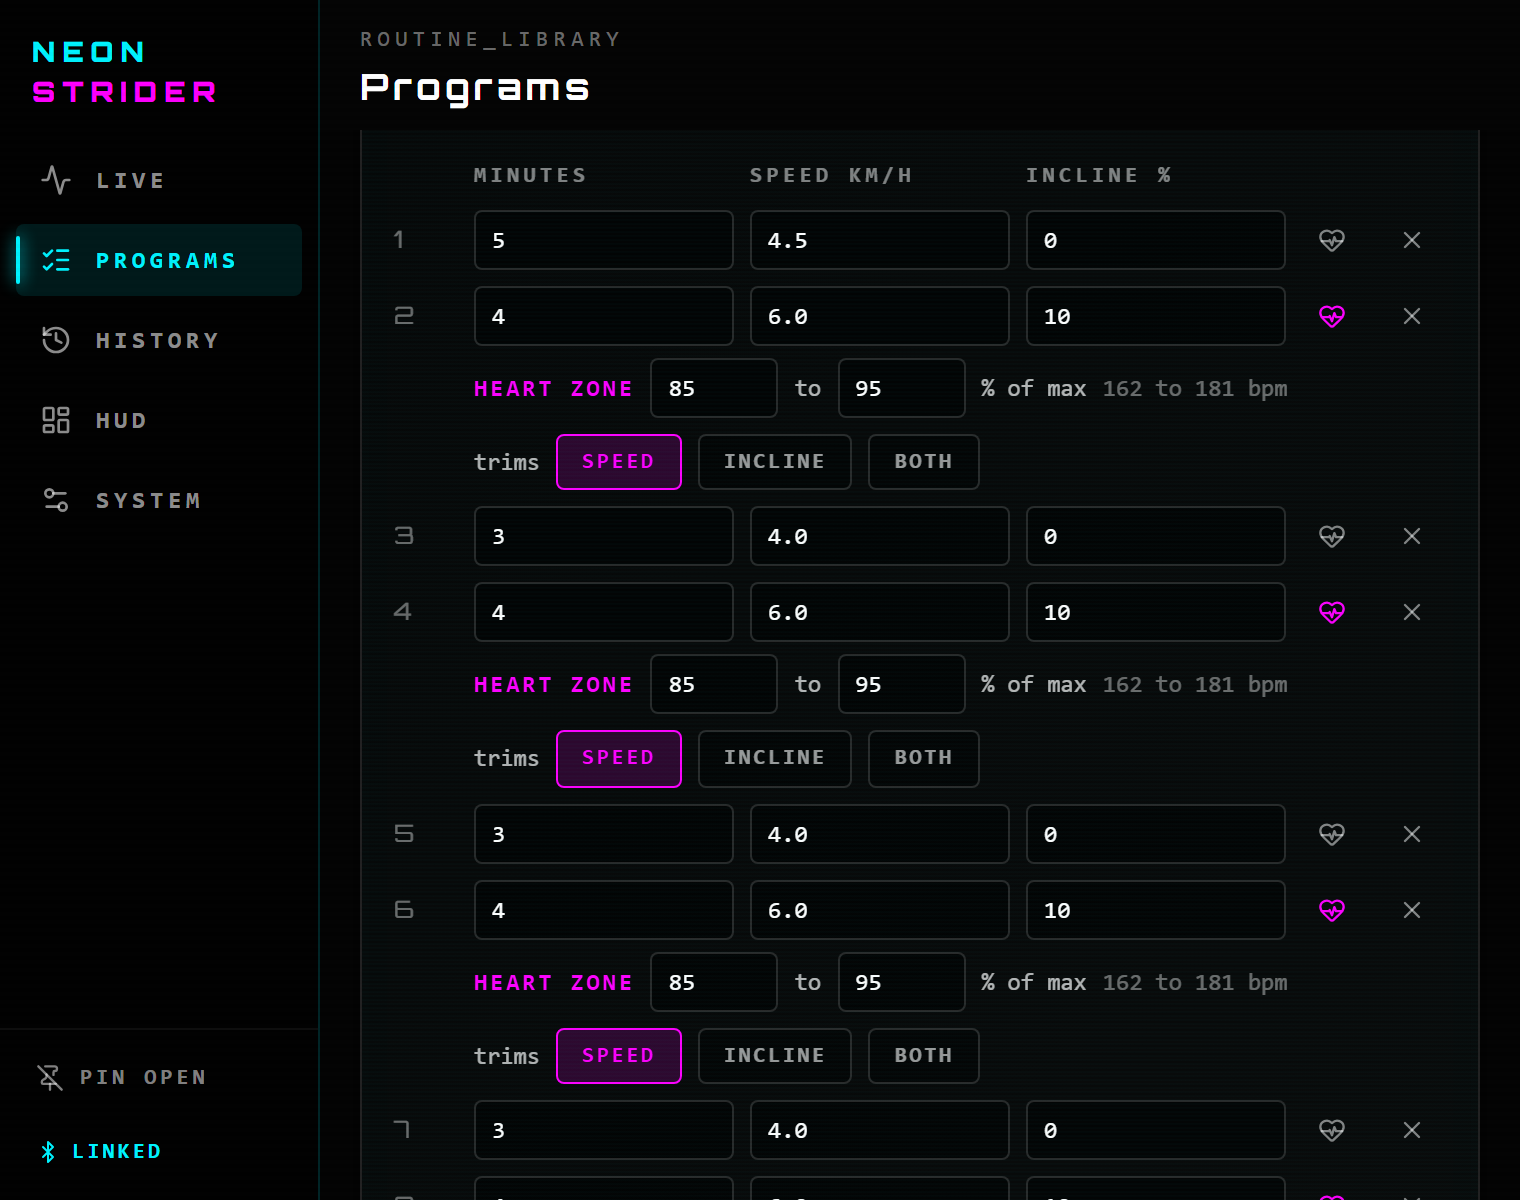 NEON
STRIDER
LIVE
PROGRAMS
HISTORY
HUD
SYSTEM
PIN OPEN
LINKED
ROUTINE_LIBRARY
Programs
MINUTES SPEED KM/H INCLINE %
1 5 4.5 0
2 4 6.0 10
HEART ZONE 85 to 95 % of max 162 to 181 bpm
trims SPEED INCLINE BOTH
3 3 4.0 0
4 4 6.0 10
HEART ZONE 85 to 95 % of max 162 to 181 bpm
trims SPEED INCLINE BOTH
5 3 4.0 0
6 4 6.0 10
HEART ZONE 85 to 95 % of max 162 to 181 bpm
trims SPEED INCLINE BOTH
7 3 4.0 0